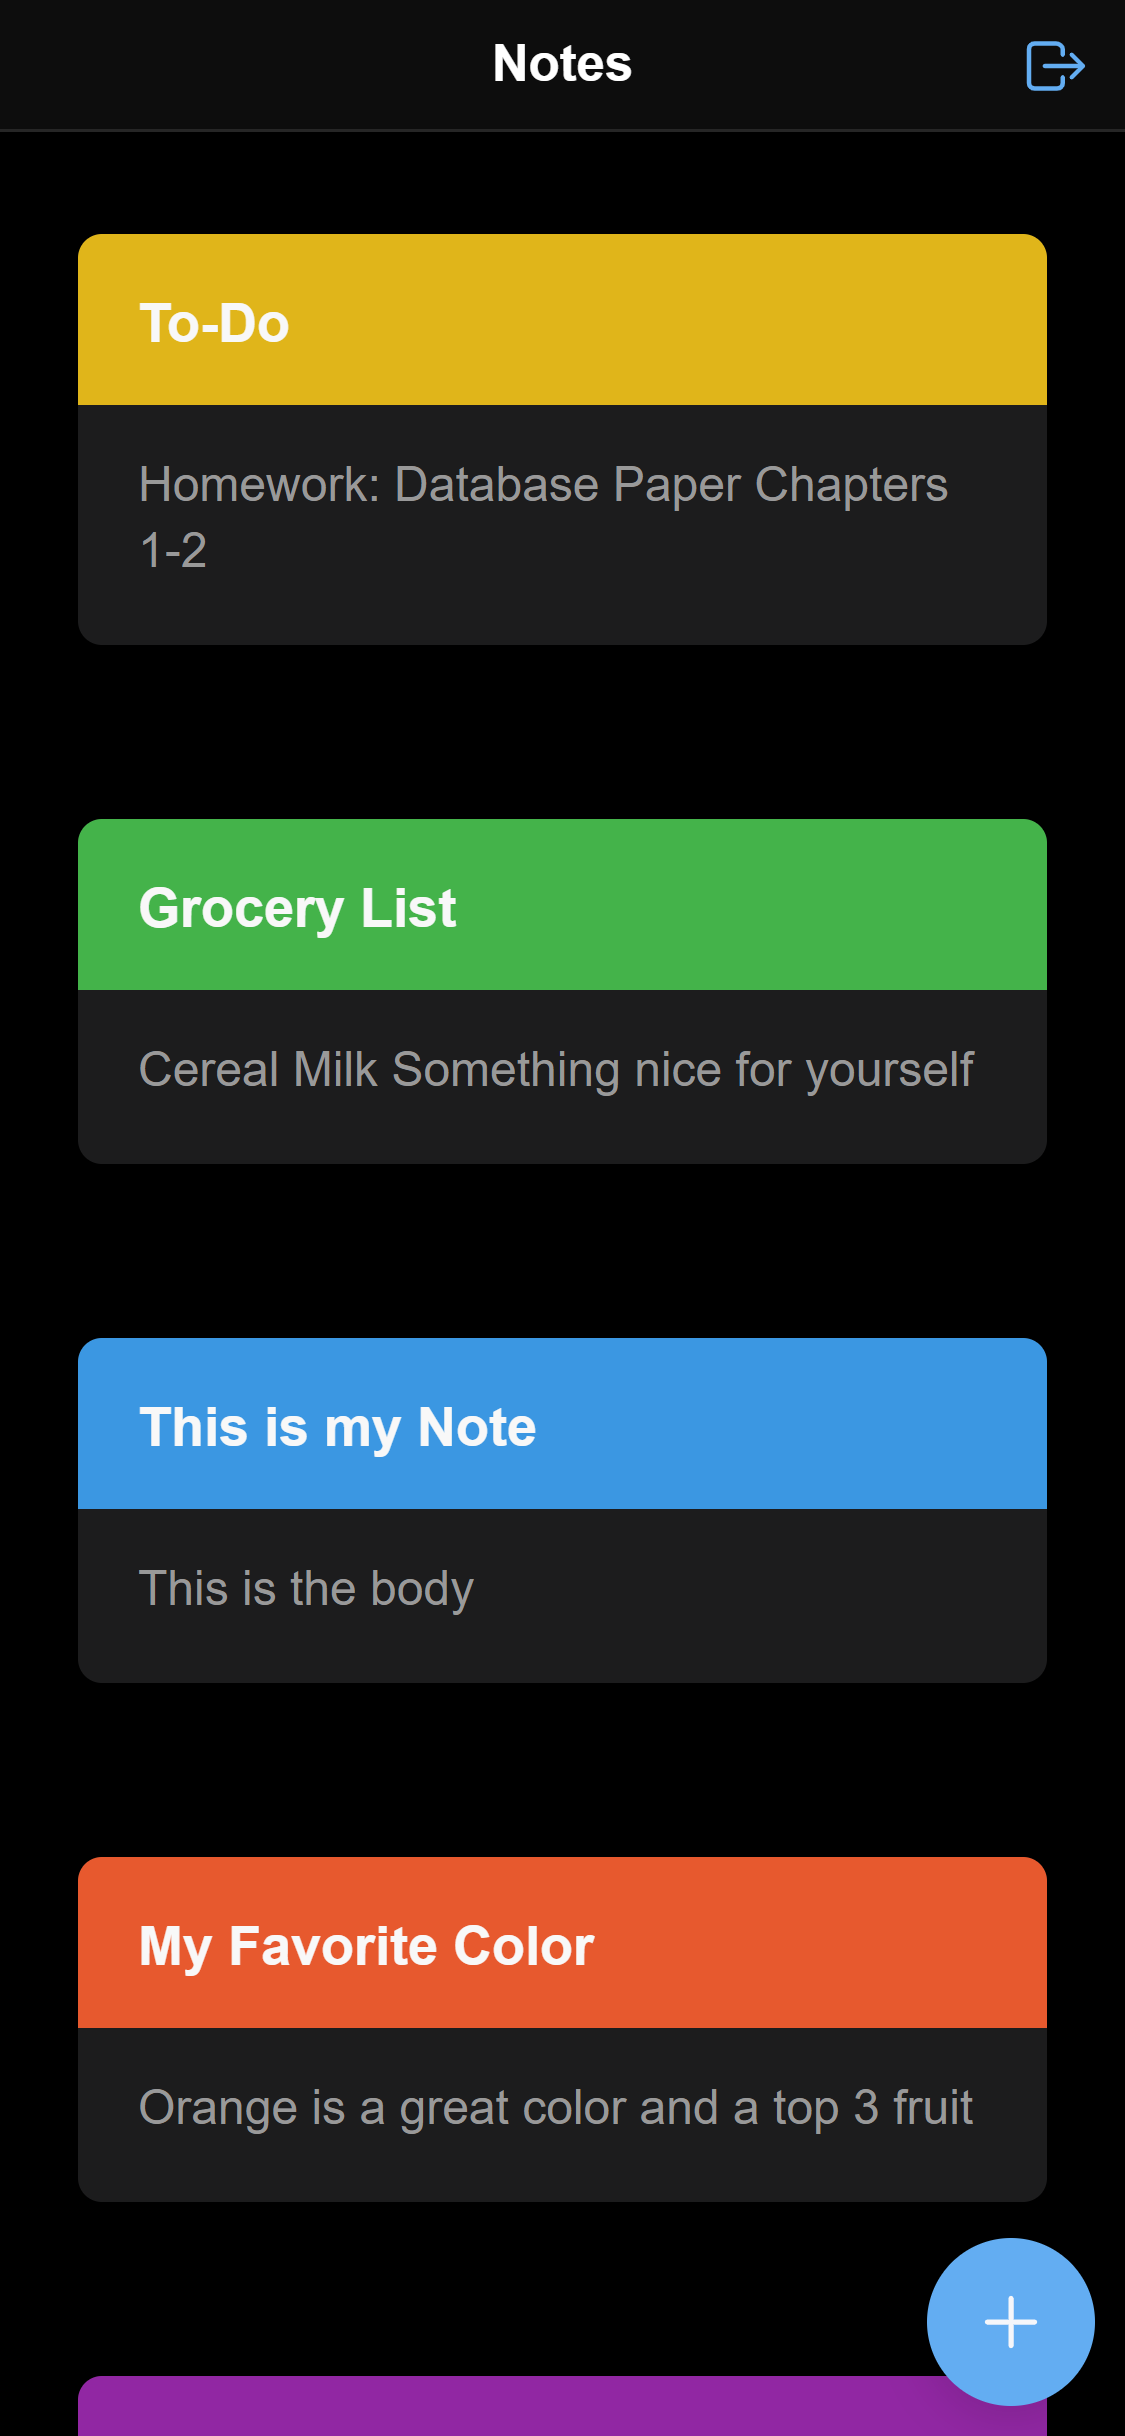 Notes
To-Do
Homework: Database Paper Chapters
1-2
Grocery List
Cereal Milk Something nice for yourself
This is my Note
This is the body
My Favorite Color
Orange is a great color and a top 3 fruit